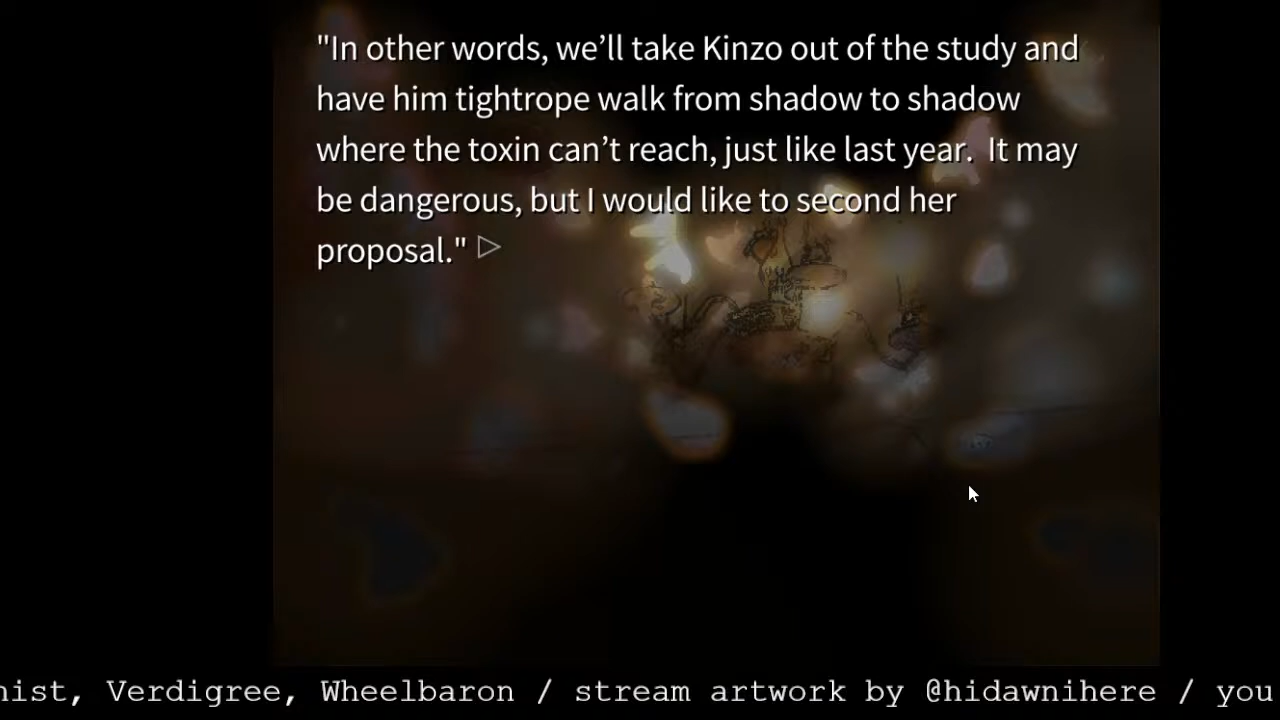 "In other words, we’ll take Kinzo out of the study and
have him tightrope walk from shadow to shadow
where the toxin can’t reach, just like last year.  It may
be dangerous, but I would like to second her
proposal."
nist, Verdigree, Wheelbaron / stream artwork by @hidawnihere / you